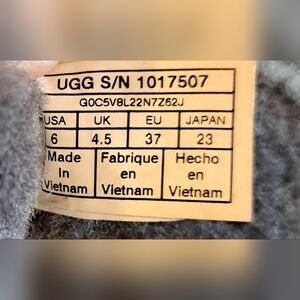 UGG S/N 1017507
G0C5V8L22N7Z62J
USA UK EU JAPAN
6 4.5 37 23
Made Fabrique Hecho
In en en
Vietnam Vietnam Vietnam